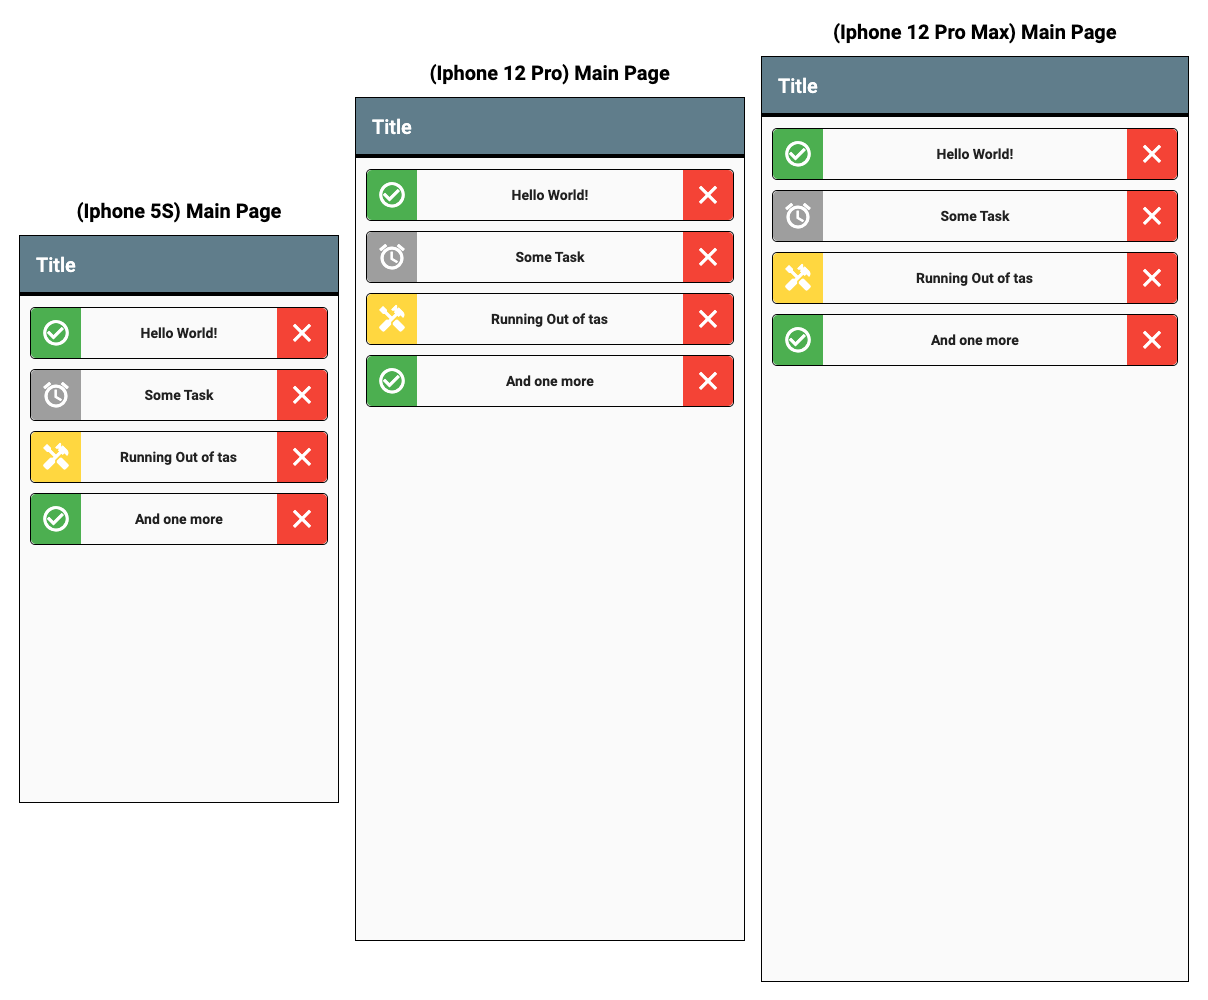 (Iphone 5S) Main Page
Title
Hello World!
Some Task
Running Out of tas
And one more
(Iphone 12 Pro) Main Page
Title
Hello World!
Some Task
Running Out of tas
And one more
(Iphone 12 Pro Max) Main Page
Title
Hello World!
Some Task
Running Out of tas
And one more